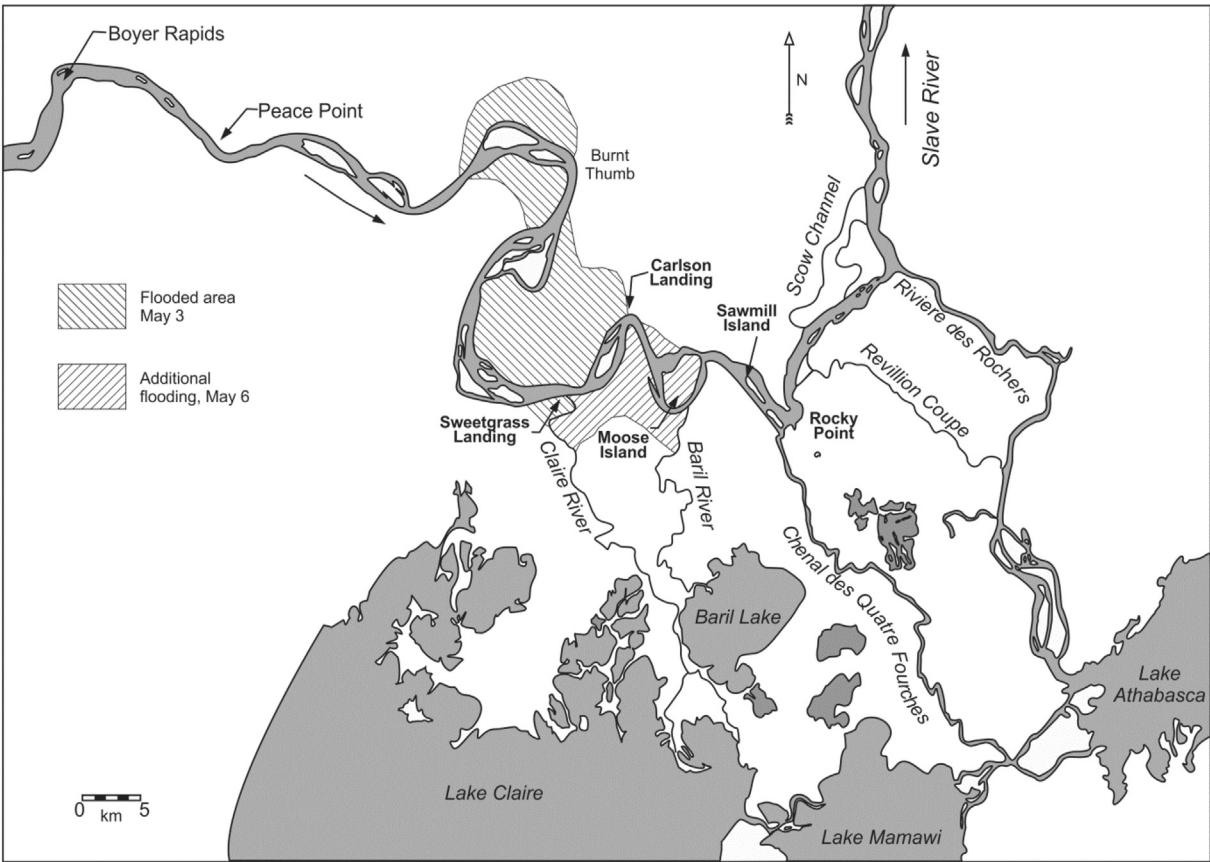 Boyer Rapids
Peace Point
N
Slave River
Burnt
Thumb
Scow Channel
Carlson
Landing
Sawmill
Island
Riviere des Rochers
Flooded area
May 3
Additional
flooding, May 6
Revillion Coupe
Sweetgrass
Landing
Moose
Island
Rocky
Point
Claire River
Baril River
Chenal des Quatre Fourches
Baril Lake
Lake
Athabasca
Lake Claire
0 5
km
Lake Mamawi